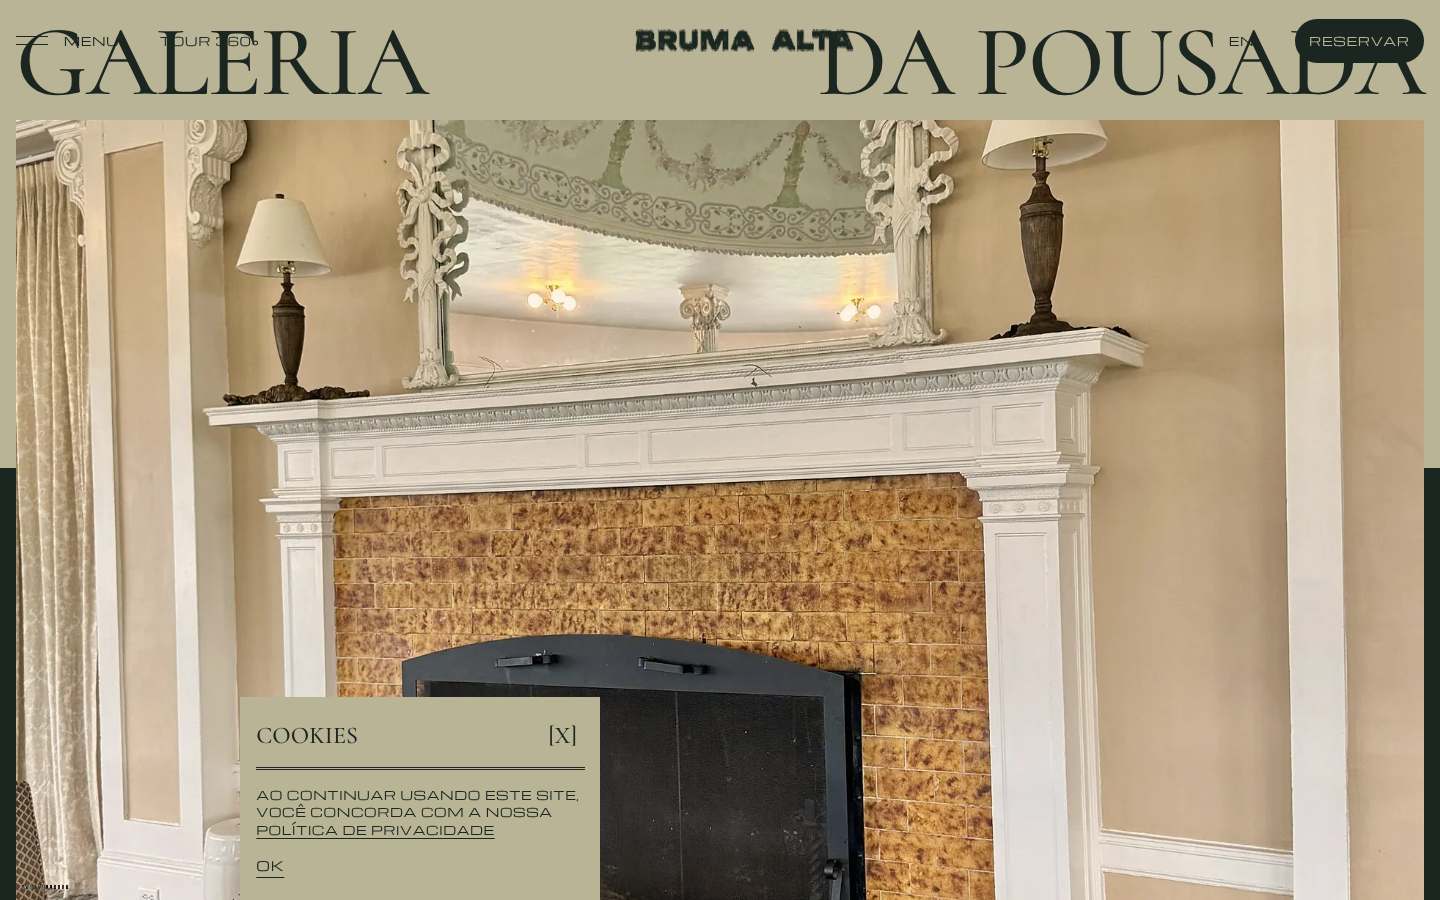 MENU
TOUR 360º
BRUMA ALTA
EN
RESERVAR
GALERIA DA POUSADA
COOKIES [X]
AO CONTINUAR USANDO ESTE SITE,
VOCÊ CONCORDA COM A NOSSA
POLÍTICA DE PRIVACIDADE
OK